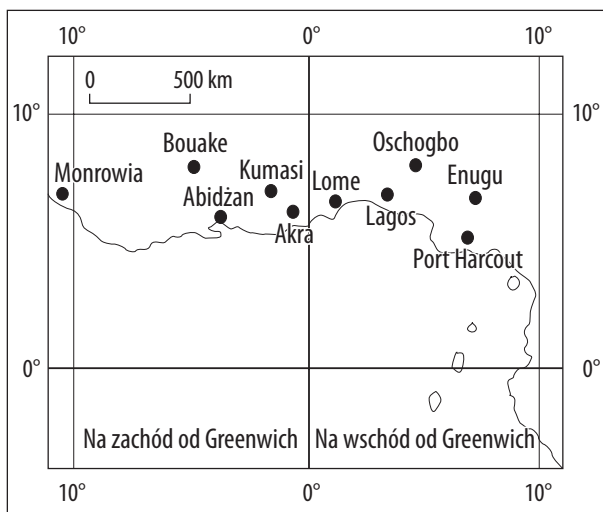 10° 0° 10°
0 500 km
10° 10°
Bouake
Oschogbo
Monrowia
Kumasi
Lome
Enugu
Abidżan
Akra
Lagos
Port Harcout
0° 0°
Na zachód od Greenwich
Na wschód od Greenwich
10° 0° 10°